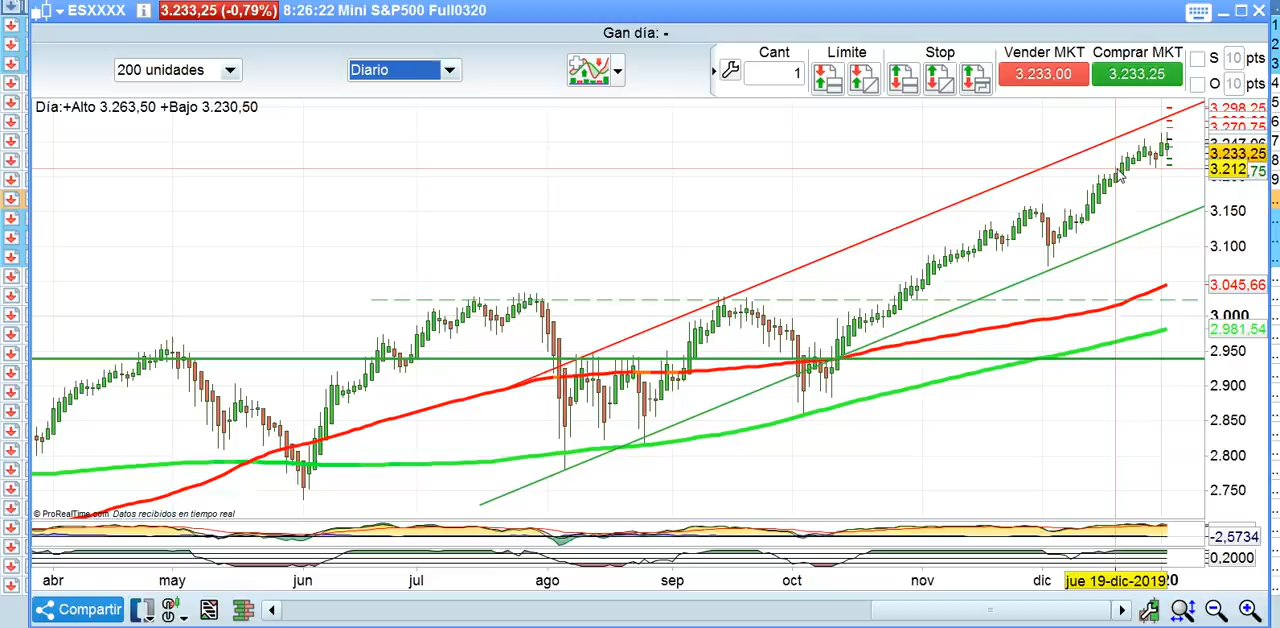 ESXXXX 3.233,25 (-0,79%) 8:26:22 Mini S&P500 Full0320
Gan día: -
200 unidades Diario
Cant Límite Stop Vender MKT Comprar MKT S 10 pts
1 3.233,00 3.233,25 O 10 pts
Día:+Alto 3.263,50 +Bajo 3.230,50
3.298,25
3.270,75
3.233,25
3.212,75
3.150
3.100
3.045,66
3.000
2.981,54
2.950
2.900
2.850
2.800
2.750
© ProRealTime.com Datos recibidos en tiempo real
-2,5734
0,2000
abr may jun jul ago sep oct nov dic jue 19-dic-2019
Compartir